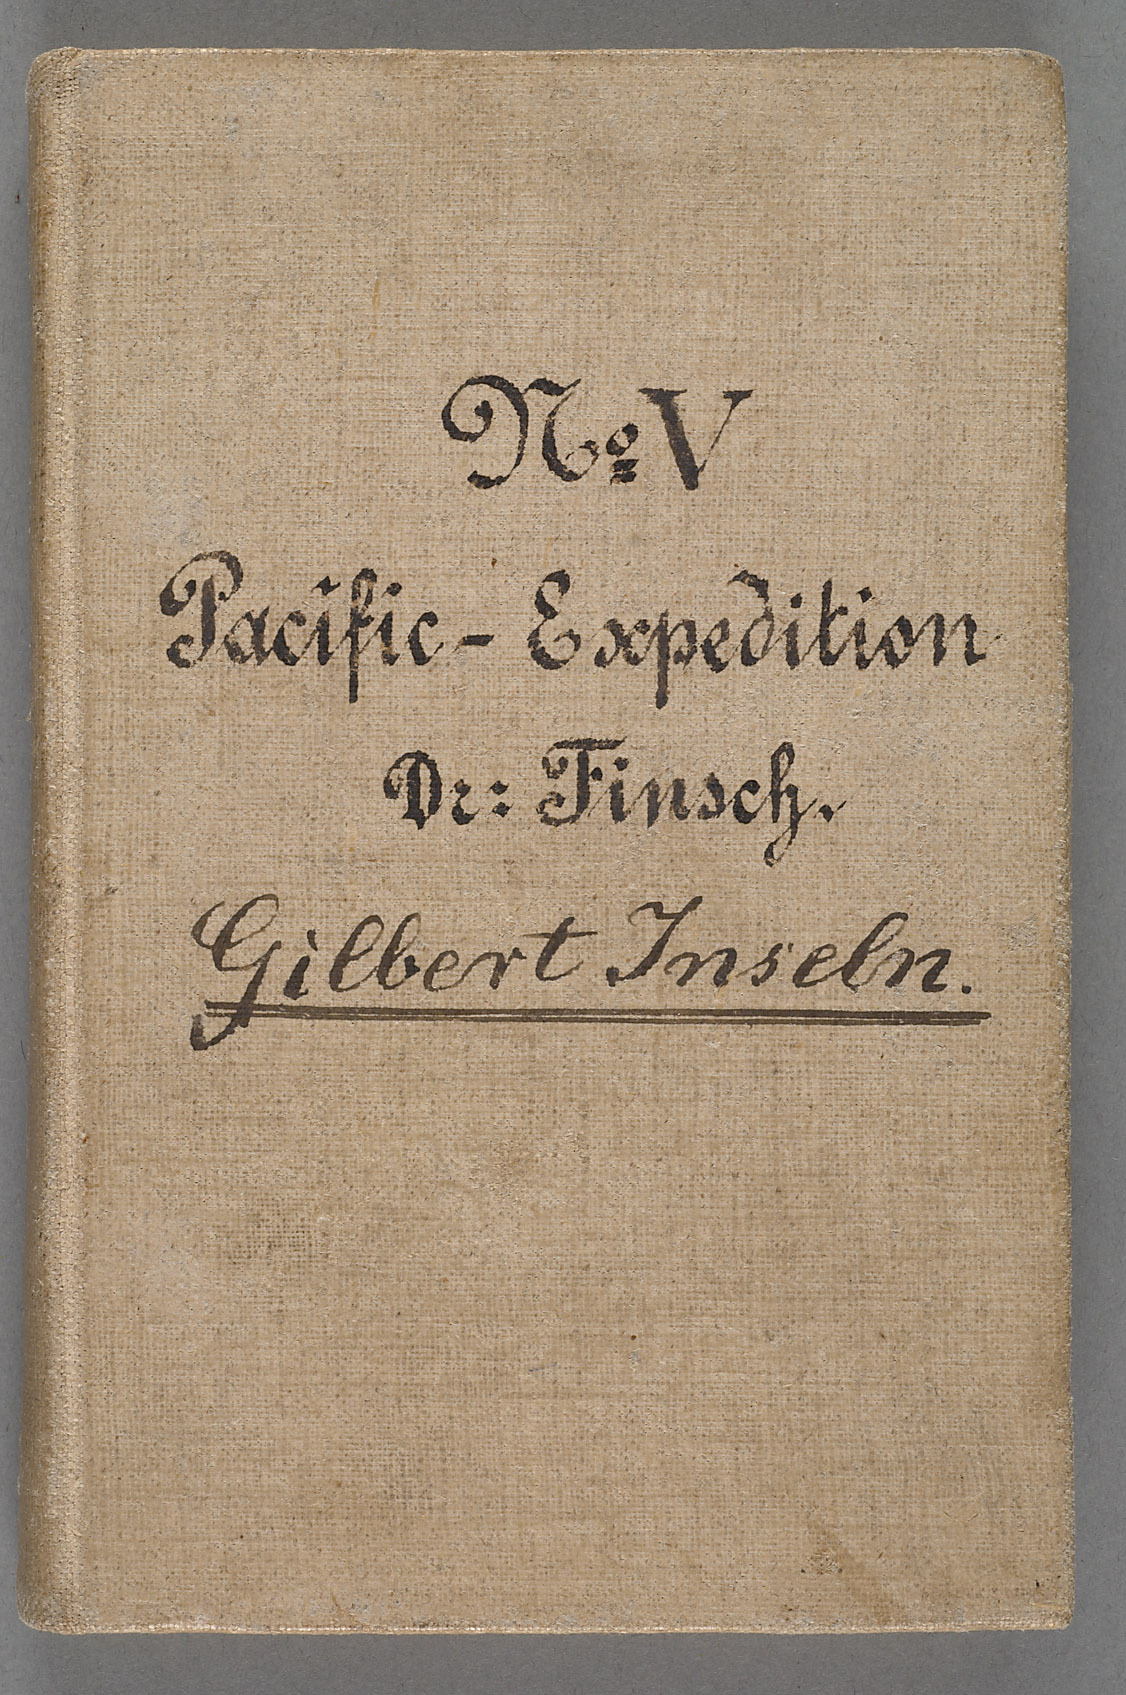 No V
Pacific-Expedition
Dr: Finsch.
Gilbert Inseln.